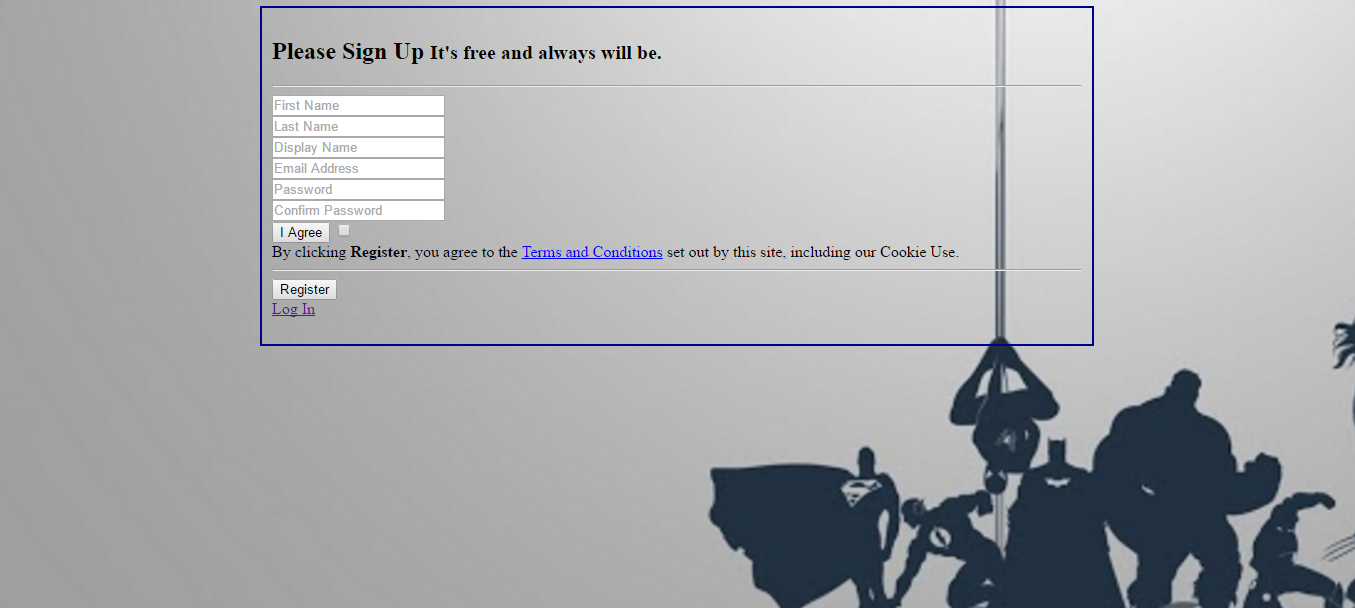 Please Sign Up It's free and always will be.
First Name
Last Name
Display Name
Email Address
Password
Confirm Password
I Agree
By clicking Register, you agree to the Terms and Conditions set out by this site, including our Cookie Use.
Register
Log In